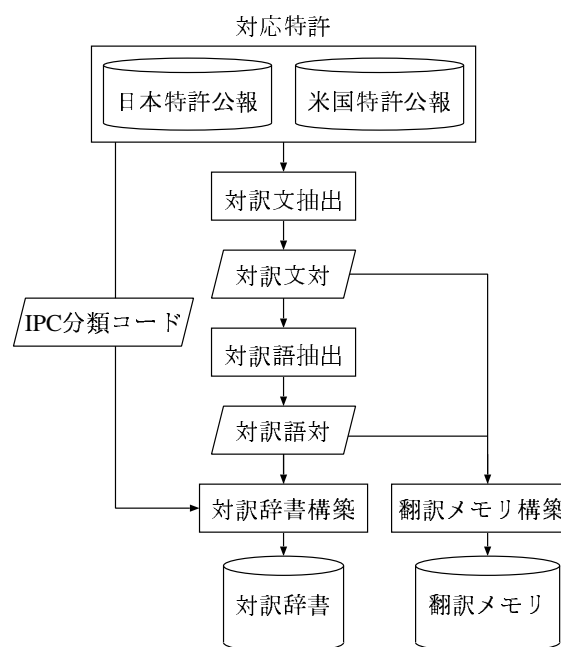 対応特許
日本特許公報
米国特許公報
対訳文抽出
対訳文対
IPC分類コード
対訳語抽出
対訳語対
対訳辞書構築
翻訳メモリ構築
対訳辞書
翻訳メモリ